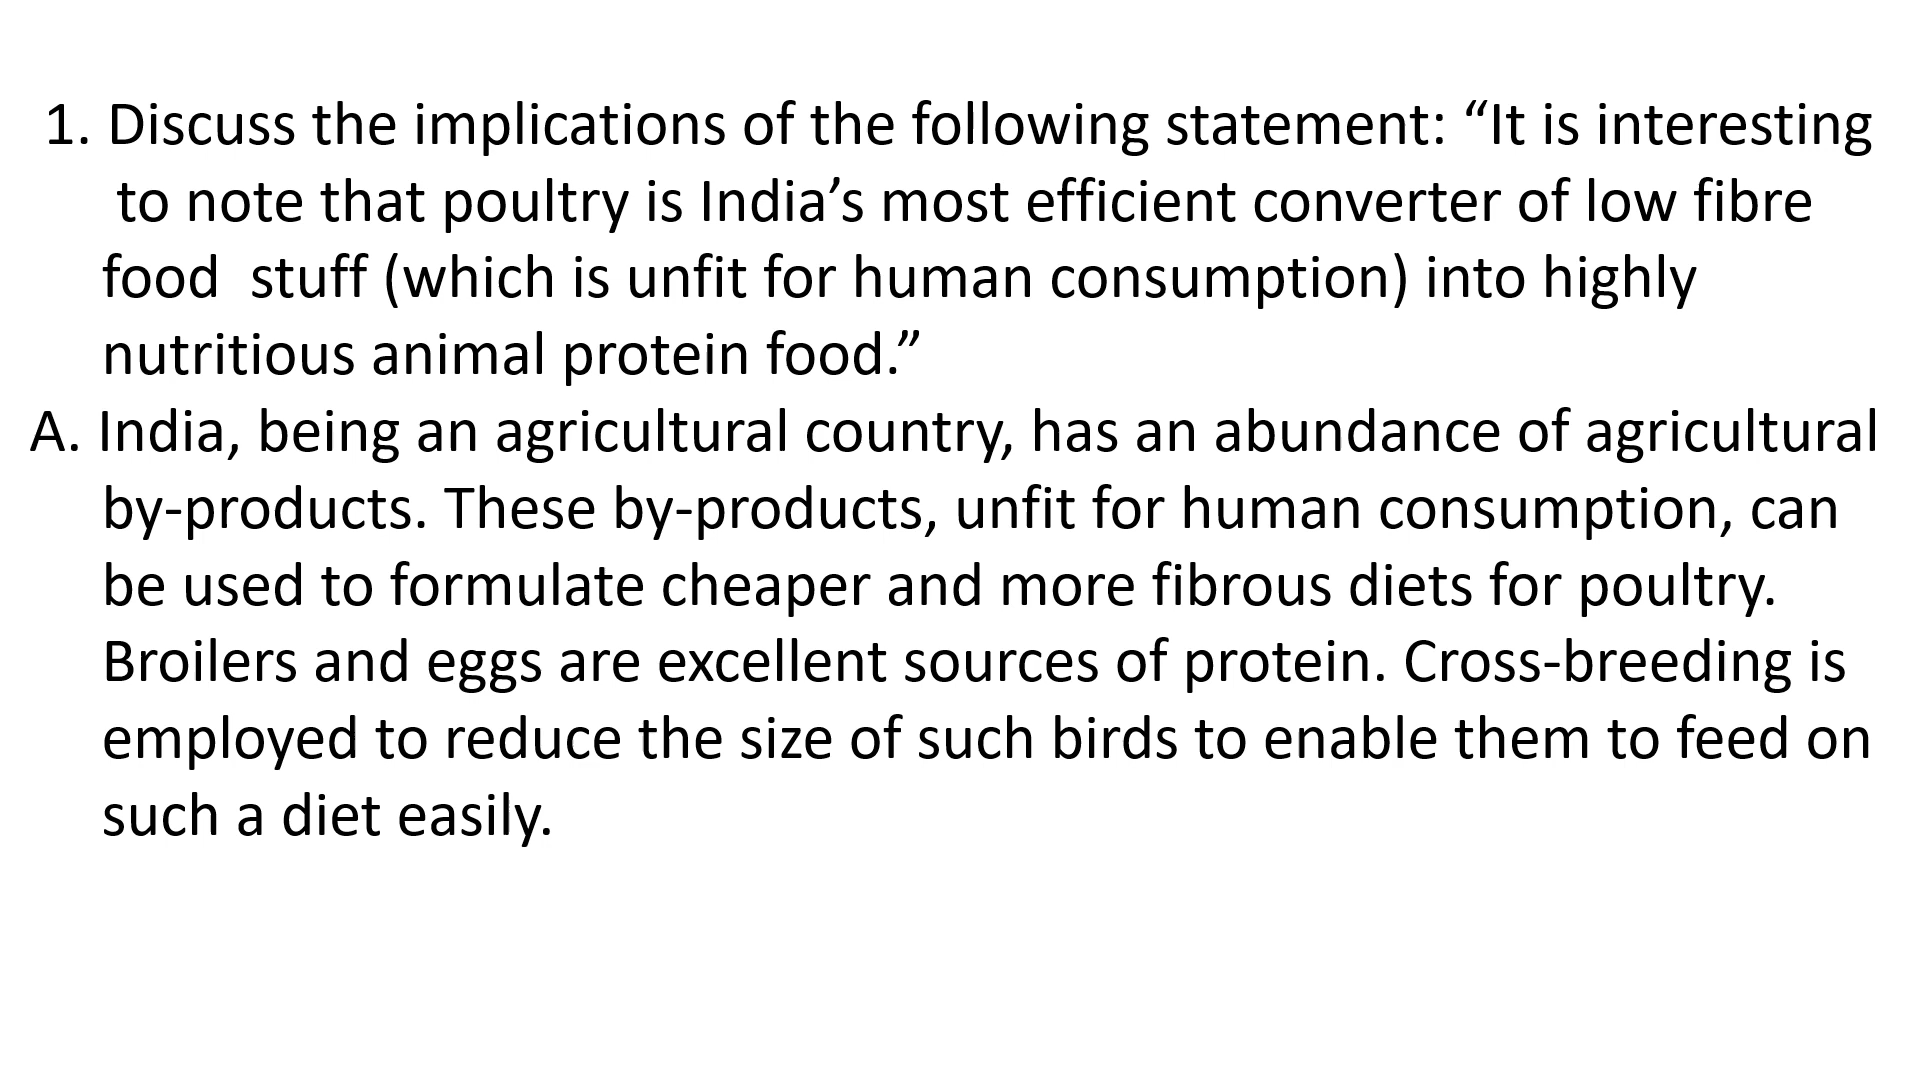 1. Discuss the implications of the following statement: “It is interesting
to note that poultry is India’s most efficient converter of low fibre
food  stuff (which is unfit for human consumption) into highly
nutritious animal protein food.”
A. India, being an agricultural country, has an abundance of agricultural
by-products. These by-products, unfit for human consumption, can
be used to formulate cheaper and more fibrous diets for poultry.
Broilers and eggs are excellent sources of protein. Cross-breeding is
employed to reduce the size of such birds to enable them to feed on
such a diet easily.